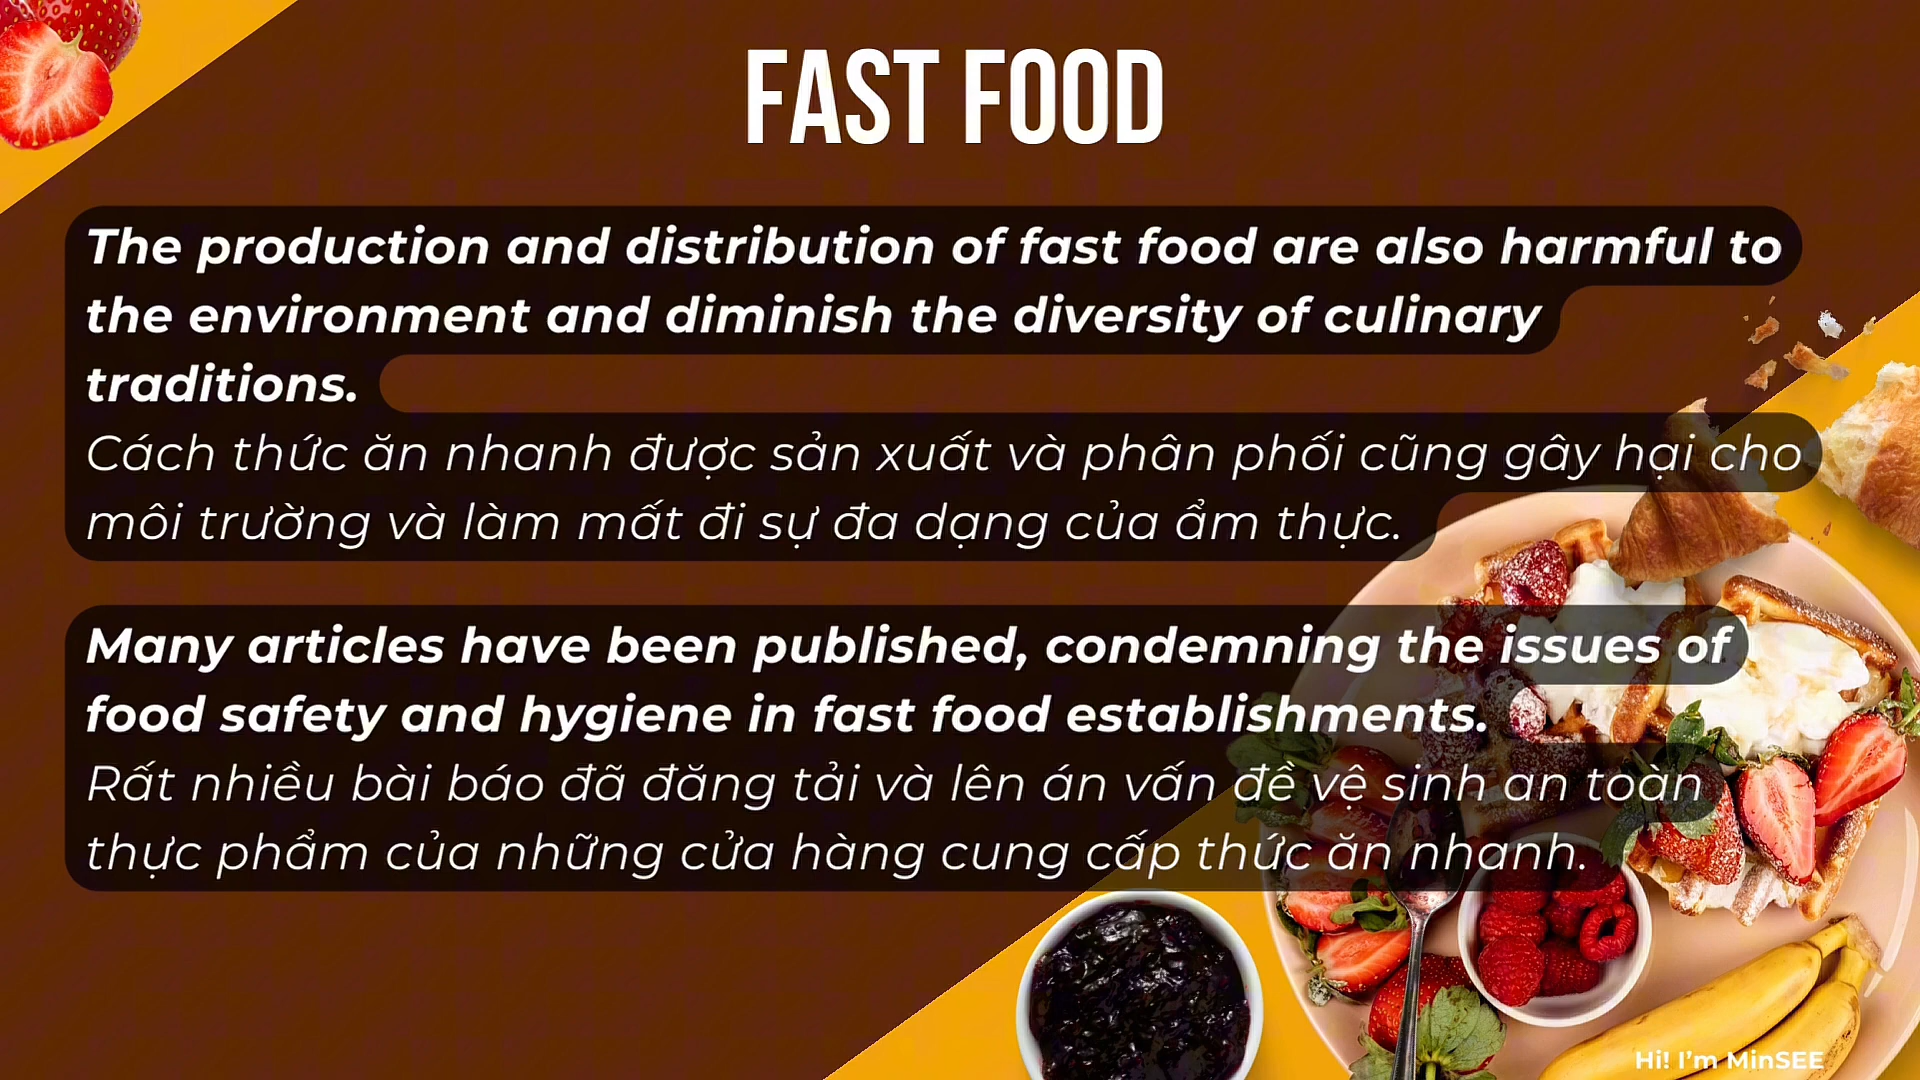 FAST FOOD
The production and distribution of fast food are also harmful to
the environment and diminish the diversity of culinary
traditions.
Cách thức ăn nhanh được sản xuất và phân phối cũng gây hại cho
môi trường và làm mất đi sự đa dạng của ẩm thực.
Many articles have been published, condemning the issues of
food safety and hygiene in fast food establishments.
Rất nhiều bài báo đã đăng tải và lên án vấn đề vệ sinh an toàn
thực phẩm của những cửa hàng cung cấp thức ăn nhanh.
Hi! I'm MinSEE